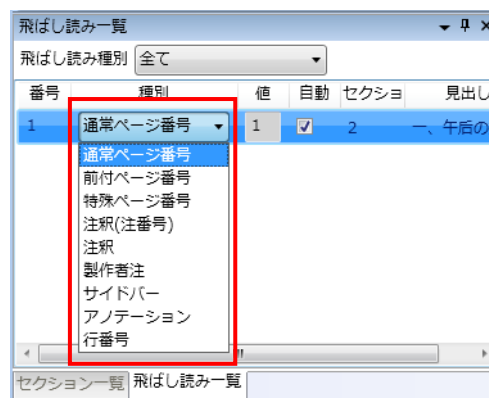 飛ばし読み一覧
飛ばし読み種別 全て
番号 種別 値 自動 セクショ 見出し
1 通常ページ番号 1 2 一、午后の
通常ページ番号
前付ページ番号
特殊ページ番号
注釈(注番号)
注釈
製作者注
サイドバー
アノテーション
行番号
セクション一覧 飛ばし読み一覧